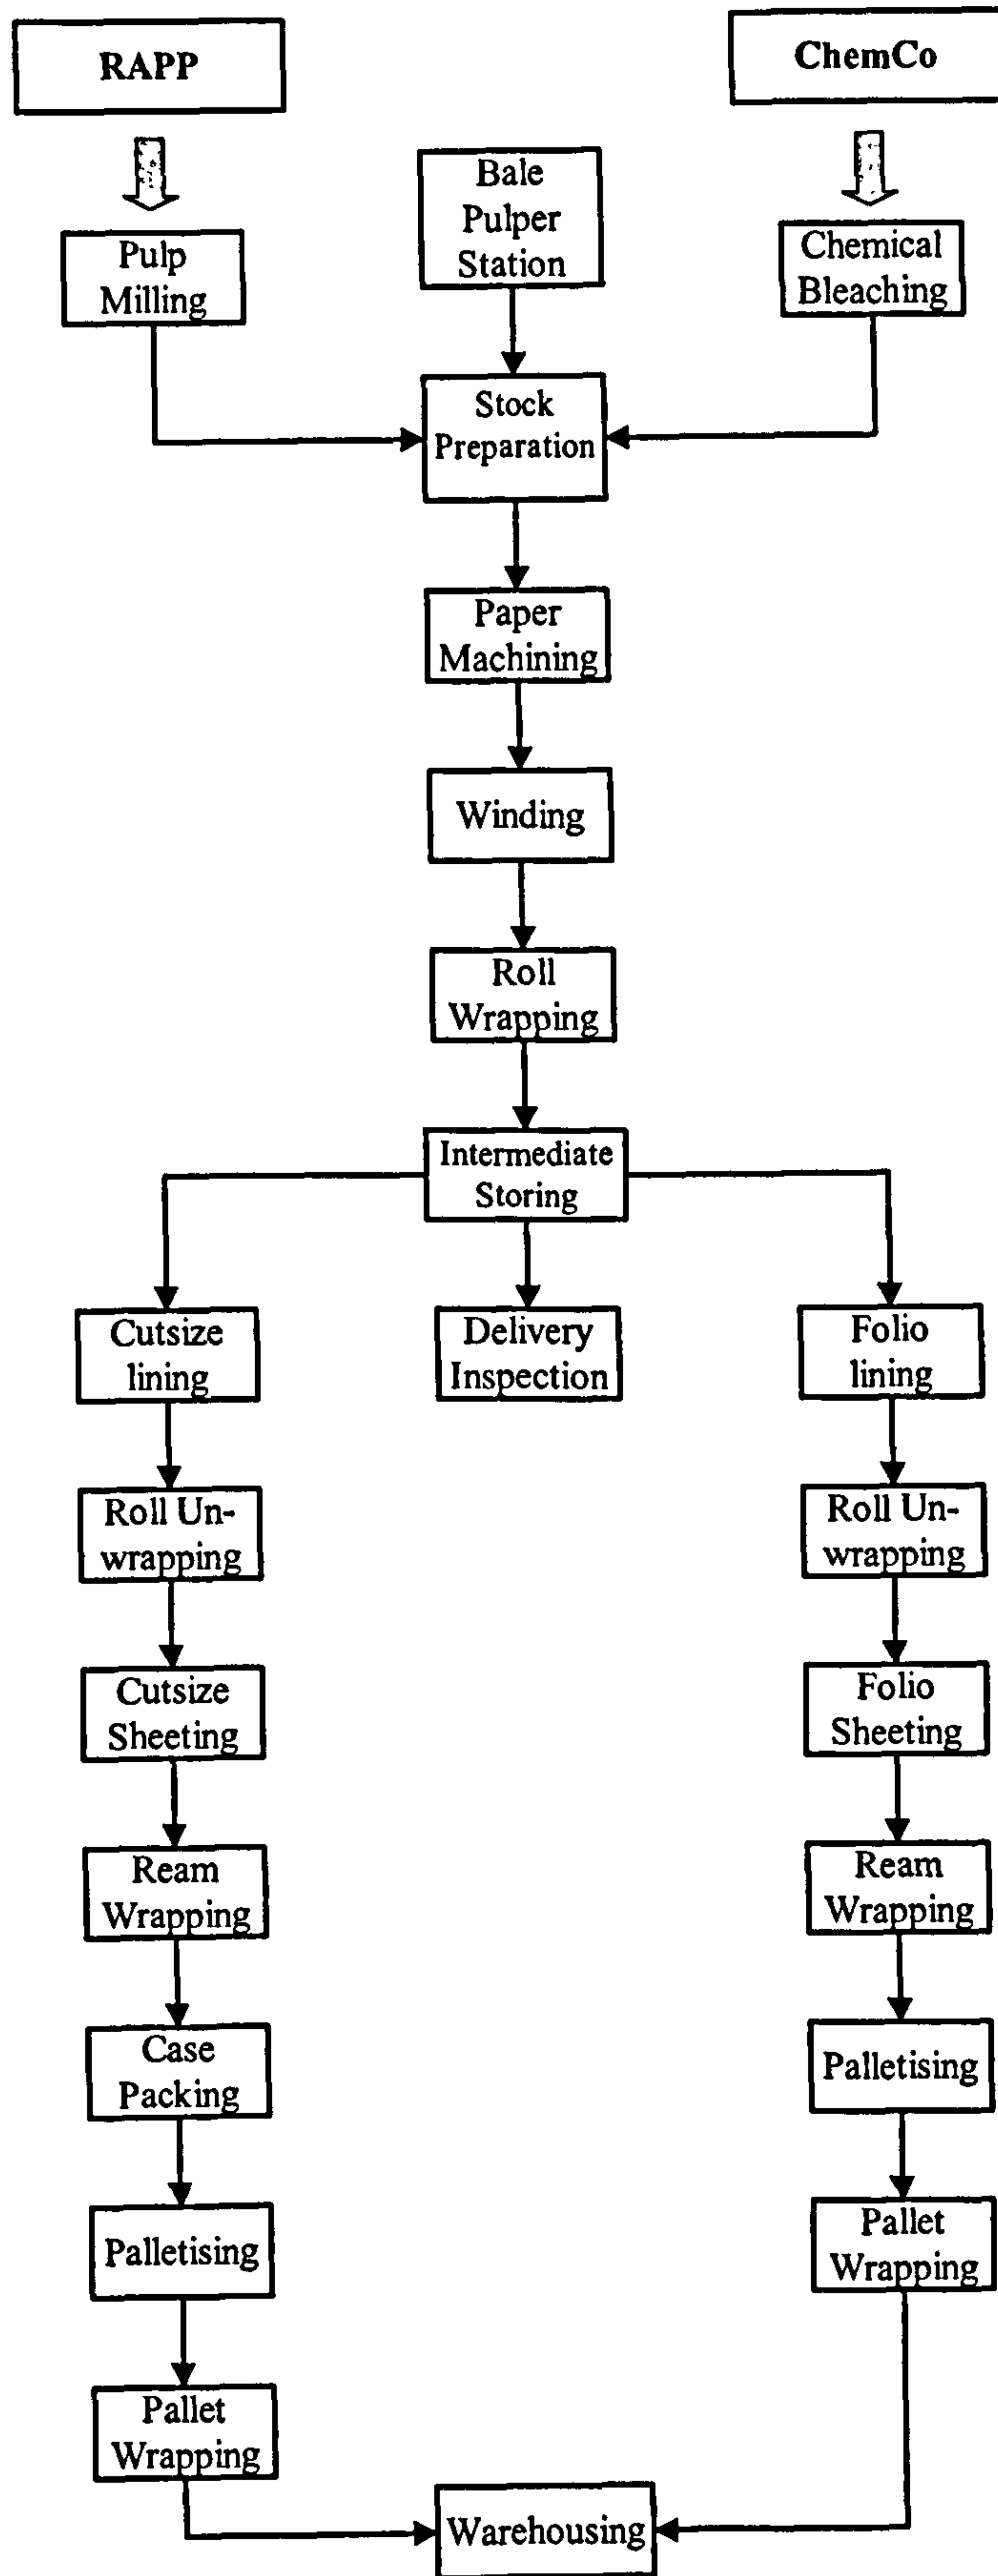 RAPP
ChemCo
Bale
Pulper
Station
Pulp
Milling
Chemical
Bleaching
Stock
Preparation
Paper
Machining
Winding
Roll
Wrapping
Intermediate
Storing
Cutsize
lining
Delivery
Inspection
Folio
lining
Roll Un-
wrapping
Roll Un-
wrapping
Cutsize
Sheeting
Folio
Sheeting
Ream
Wrapping
Ream
Wrapping
Case
Packing
Palletising
Palletising
Pallet
Wrapping
Pallet
Wrapping
Warehousing